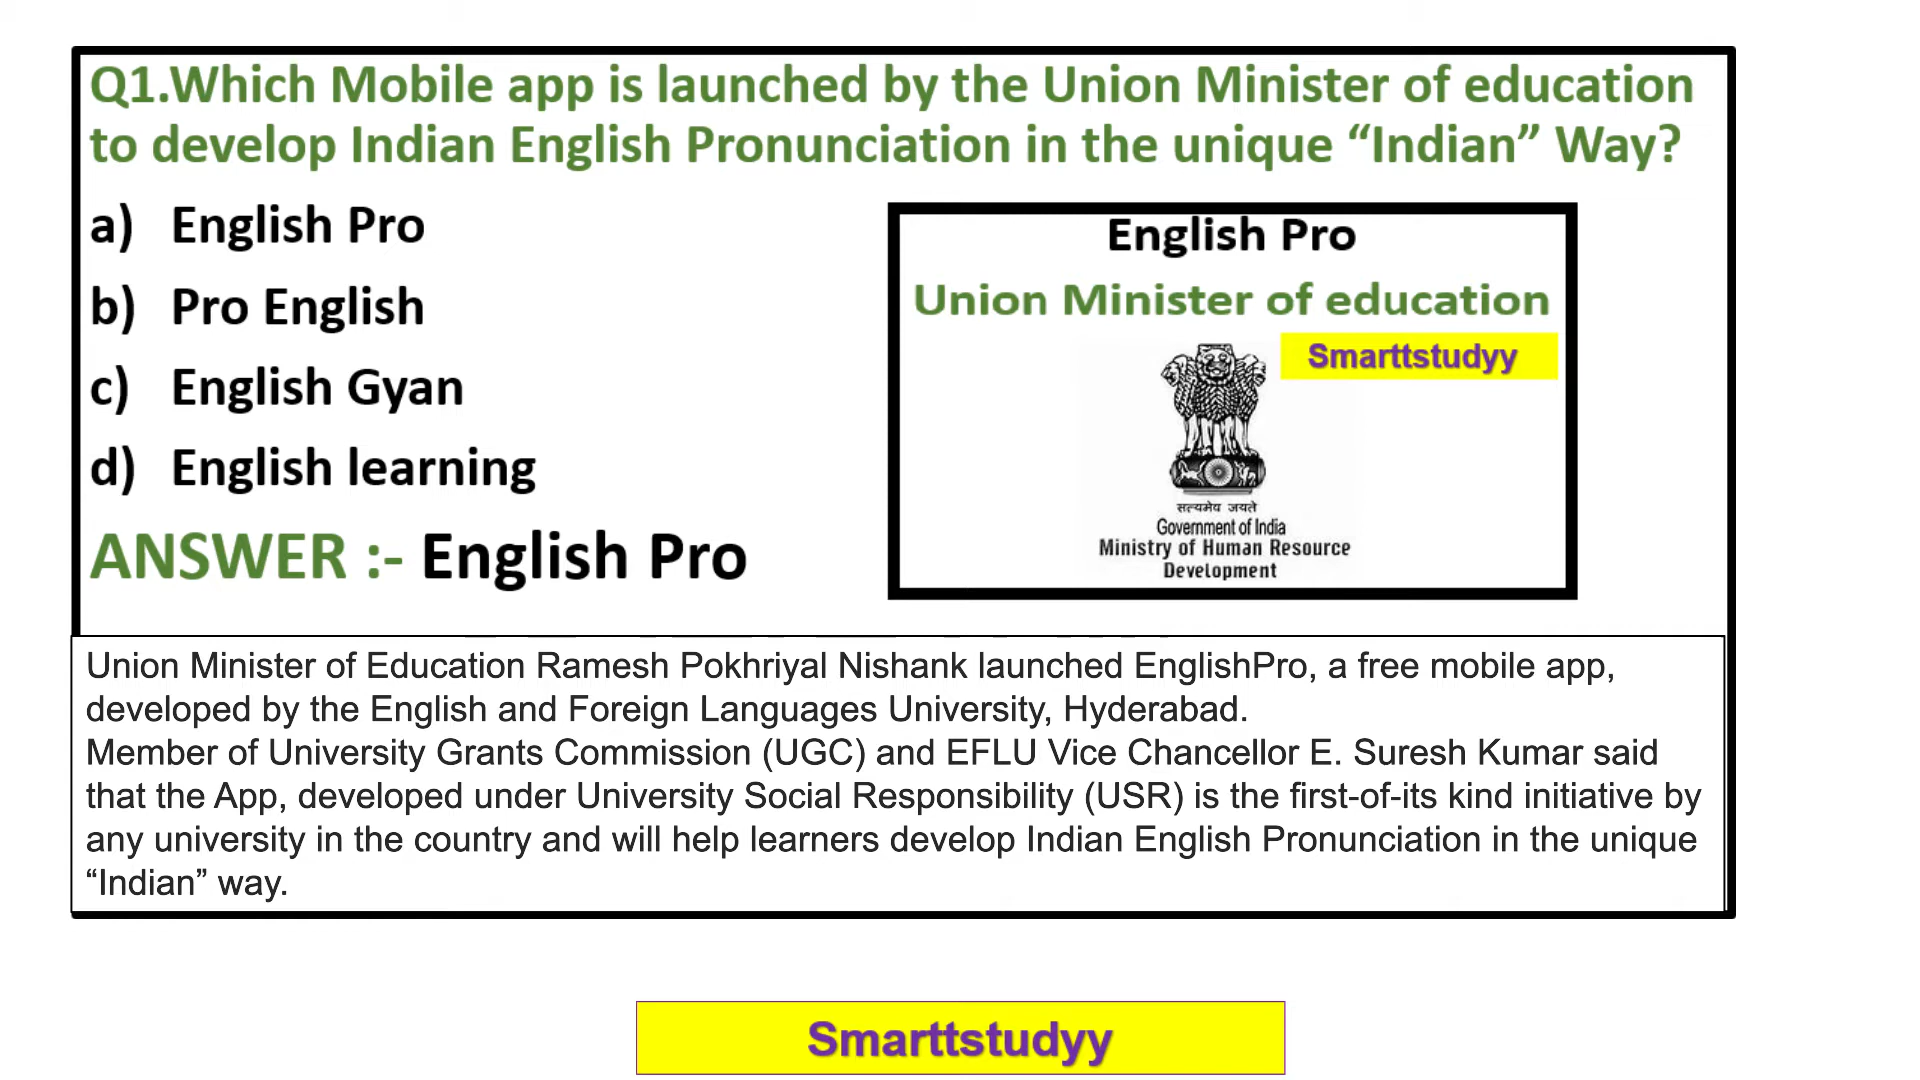 Q1.Which Mobile app is launched by the Union Minister of education
to develop Indian English Pronunciation in the unique “Indian” Way?
a) English Pro
b) Pro English
c) English Gyan
d) English learning
ANSWER :- English Pro
English Pro
Union Minister of education
Smarttstudyy
सत्यमेव जयते
Government of India
Ministry of Human Resource
Development
Union Minister of Education Ramesh Pokhriyal Nishank launched EnglishPro, a free mobile app,
developed by the English and Foreign Languages University, Hyderabad.
Member of University Grants Commission (UGC) and EFLU Vice Chancellor E. Suresh Kumar said
that the App, developed under University Social Responsibility (USR) is the first-of-its kind initiative by
any university in the country and will help learners develop Indian English Pronunciation in the unique
“Indian” way.
Smarttstudyy